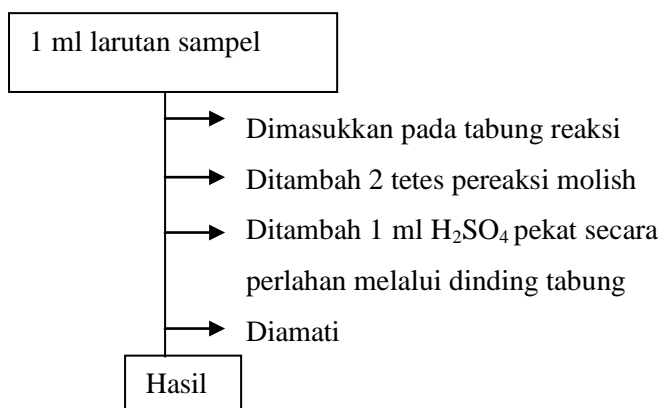 1 ml larutan sampel
Dimasukkan pada tabung reaksi
Ditambah 2 tetes pereaksi molish
Ditambah 1 ml H₂SO₄ pekat secara
perlahan melalui dinding tabung
Diamati
Hasil